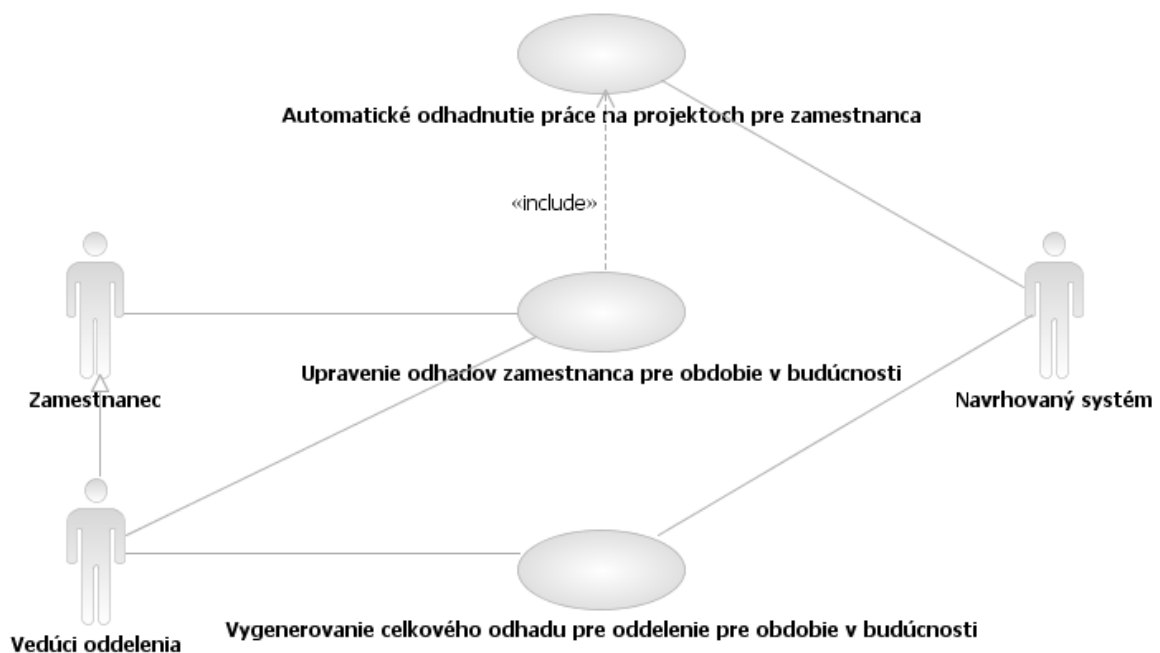 Automatické odhadnutie práce na projektoch pre zamestnanca
«include»
Upravenie odhadov zamestnanca pre obdobie v budúcnosti
Zamestnanec
Navrhovaný systém
Vygenerovanie celkového odhadu pre oddelenie pre obdobie v budúcnosti
Vedúci oddelenia